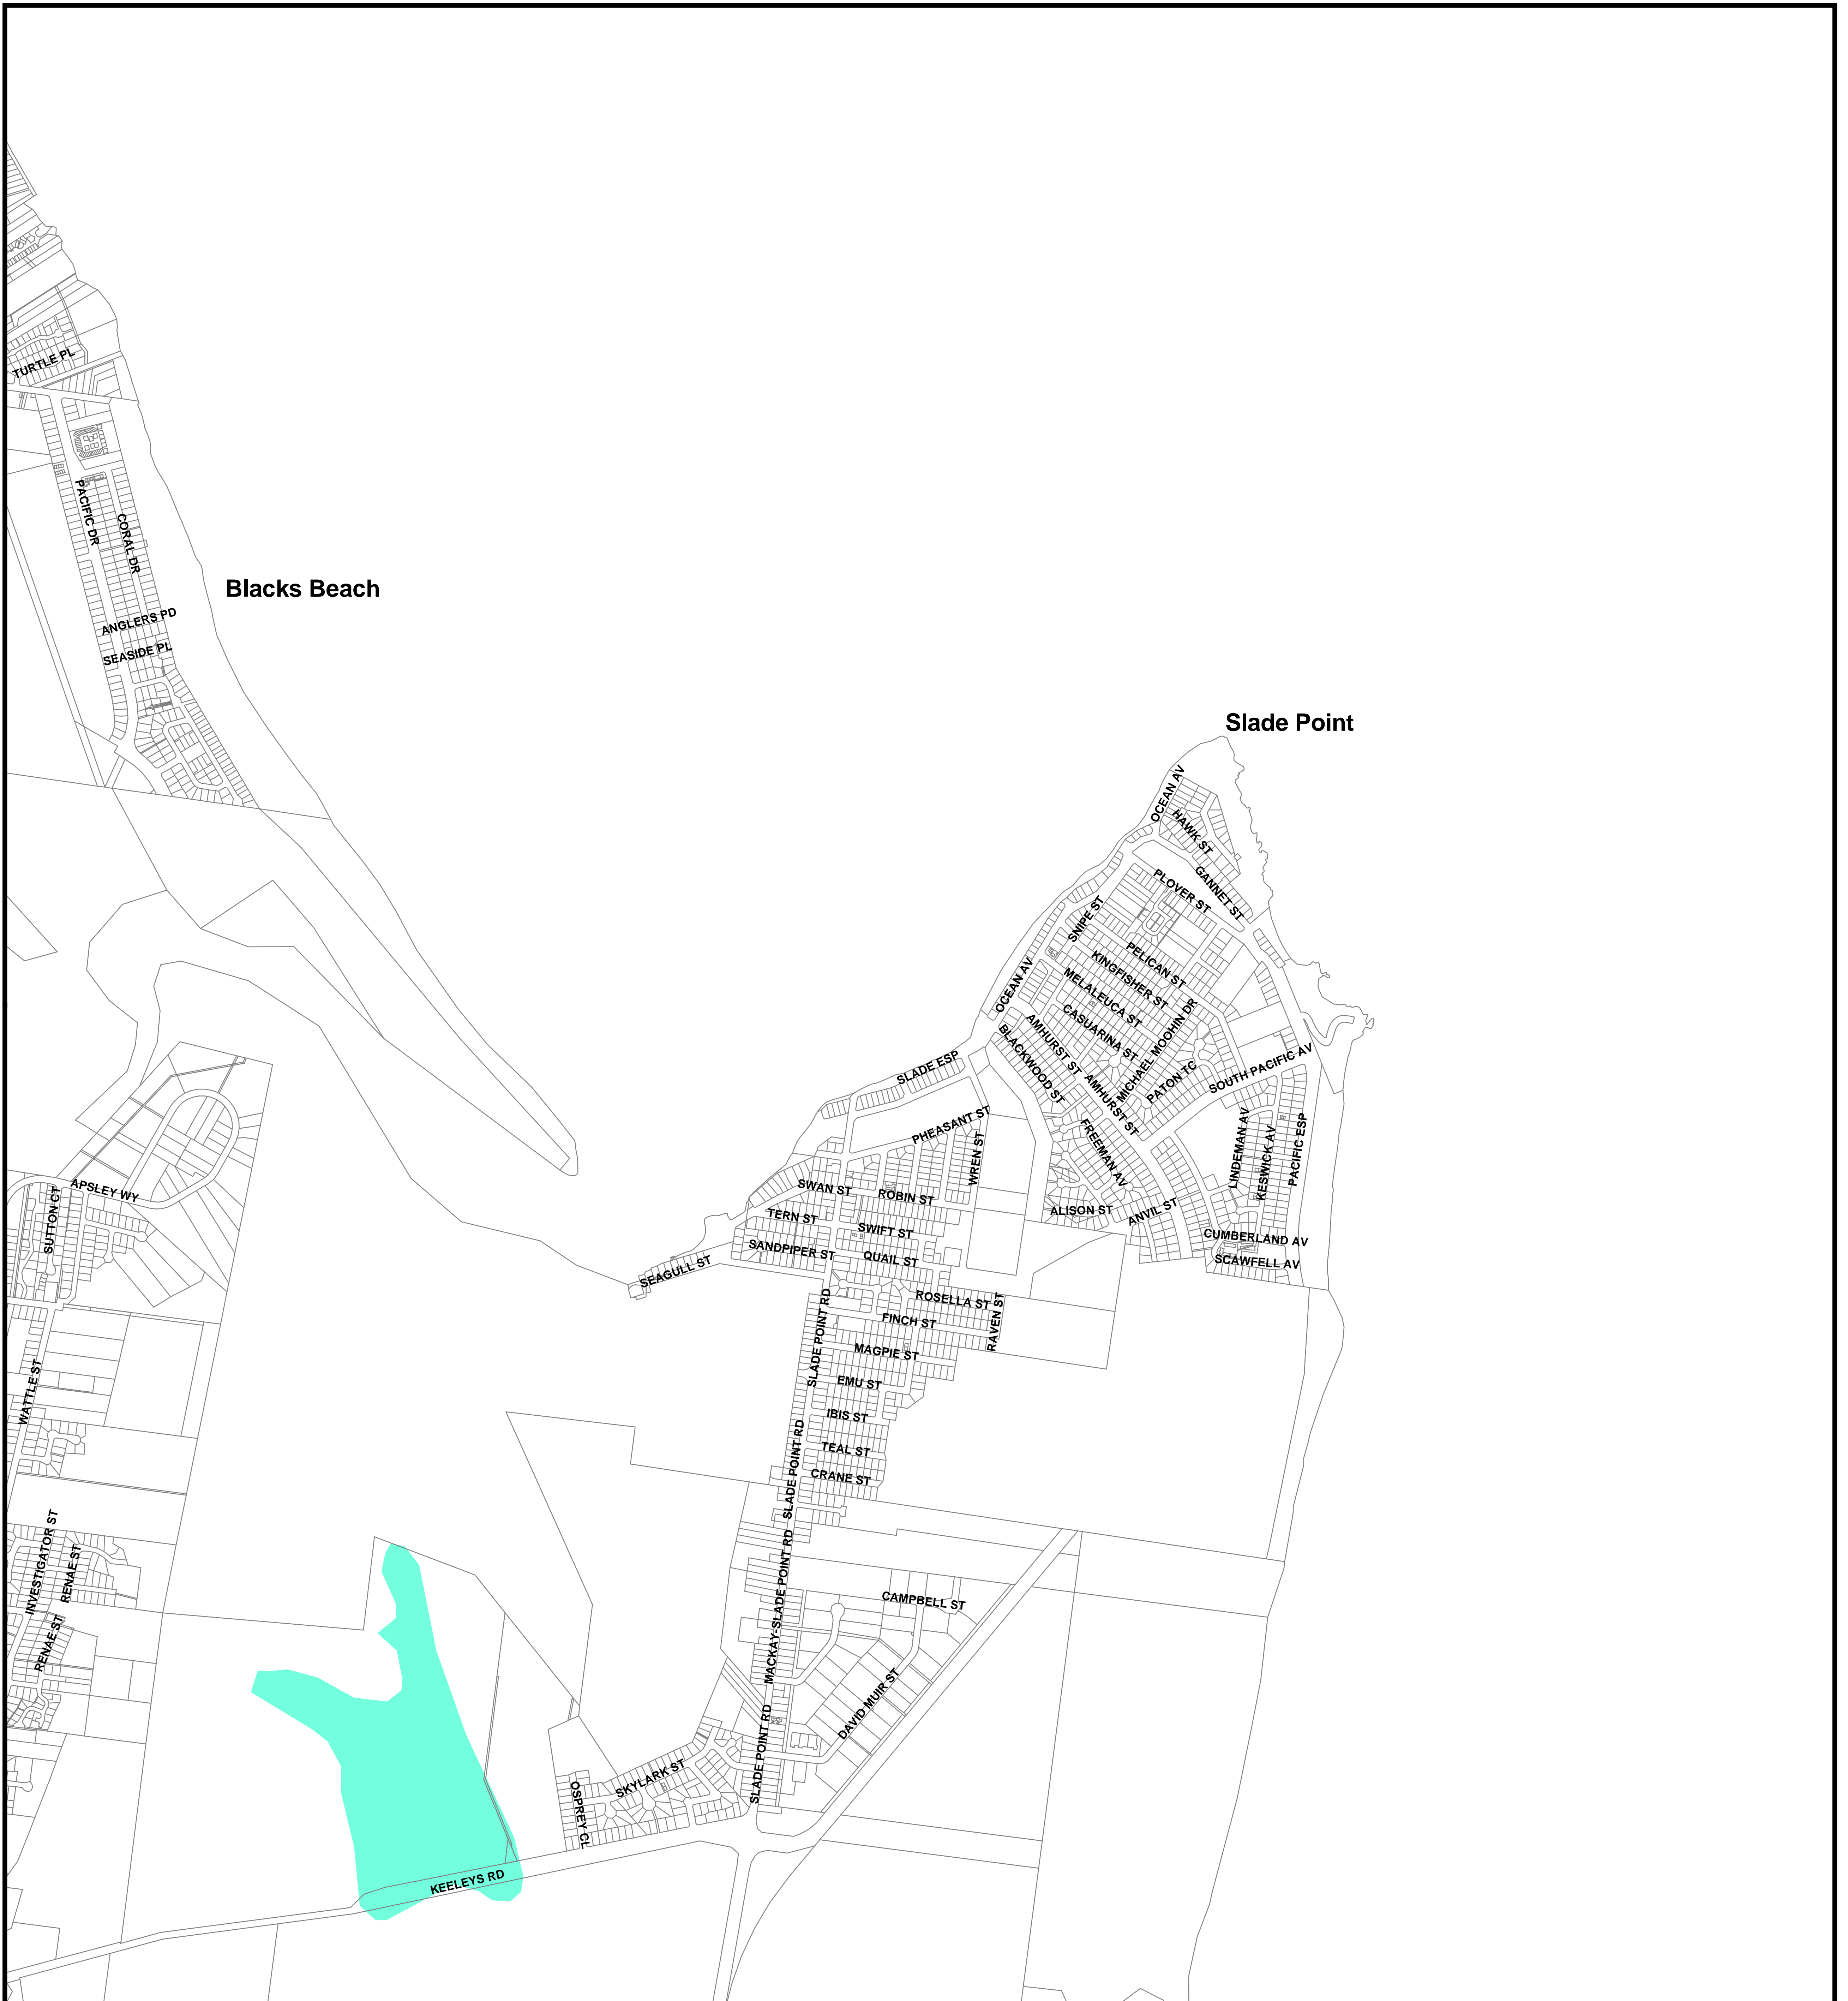 TURTLE PL
PACIFIC DR
CORAL DR
Blacks Beach
ANGLERS PD
SEASIDE PL
Slade Point
OCEAN AV
HAWK ST
PLOVER ST
GANNET ST
SNIPE ST
PELICAN ST
KINGFISHER ST
OCEAN AV
MELALEUCA ST
CASUARINA ST
MICHAEL MOOHIN DR
AMHURST ST
BLACKWOOD ST
SLADE ESP
SOUTH PACIFIC AV
PATON TC
AMHURST ST
PHEASANT ST
WREN ST
FREEMAN AV
LINDEMAN AV
KESWICK AV
PACIFIC ESP
APSLEY WY
SUTTON CT
SWAN ST
ROBIN ST
ALISON ST
ANVIL ST
TERN ST
SWIFT ST
CUMBERLAND AV
SANDPIPER ST
QUAIL ST
SCAWFELL AV
SEAGULL ST
ROSELLA ST
RAVEN ST
FINCH ST
SLADE POINT RD
MAGPIE ST
WATTLE ST
EMU ST
IBIS ST
TEAL ST
SLADE POINT RD
CRANE ST
INVESTIGATOR ST
RENAE ST
MACKAY-SLADE POINT RD
CAMPBELL ST
RENAE ST
DAVID MUIR ST
SLADE POINT RD
SKYLARK ST
OSPREY CL
KEELEYS RD